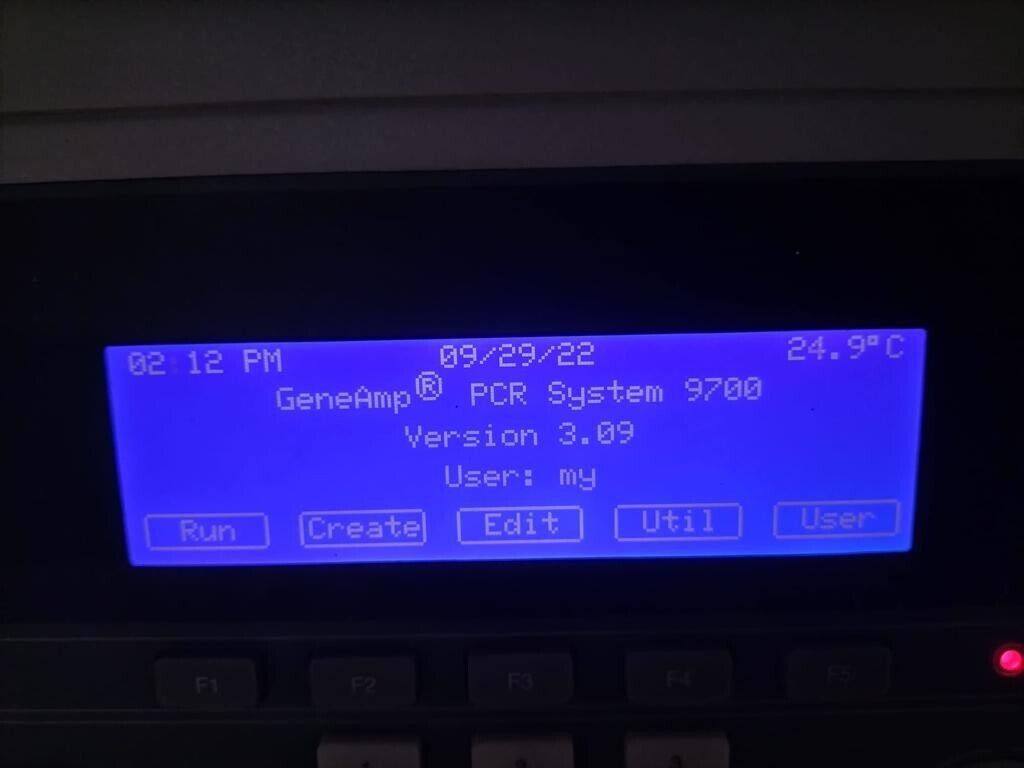 02:12 PM 09/29/22 24.9°C
GeneAmp® PCR System 9700
Version 3.09
User: my
Run Create Edit Util User
F1 F2 F3 F4 F5